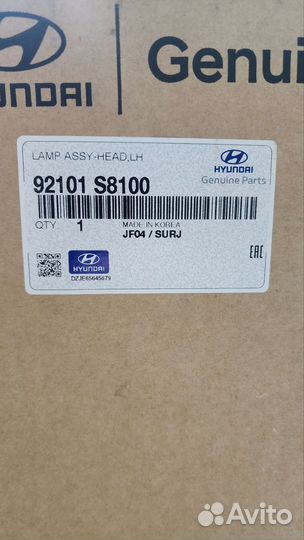 HYUNDAI
Genui
LAMP ASSY-HEAD,LH
92101 S8100
HYUNDAI
Genuine Parts
QTY 1
MADE IN KOREA
JF04 / SURJ
HYUNDAI
DZJE65645679
EAC
Avito